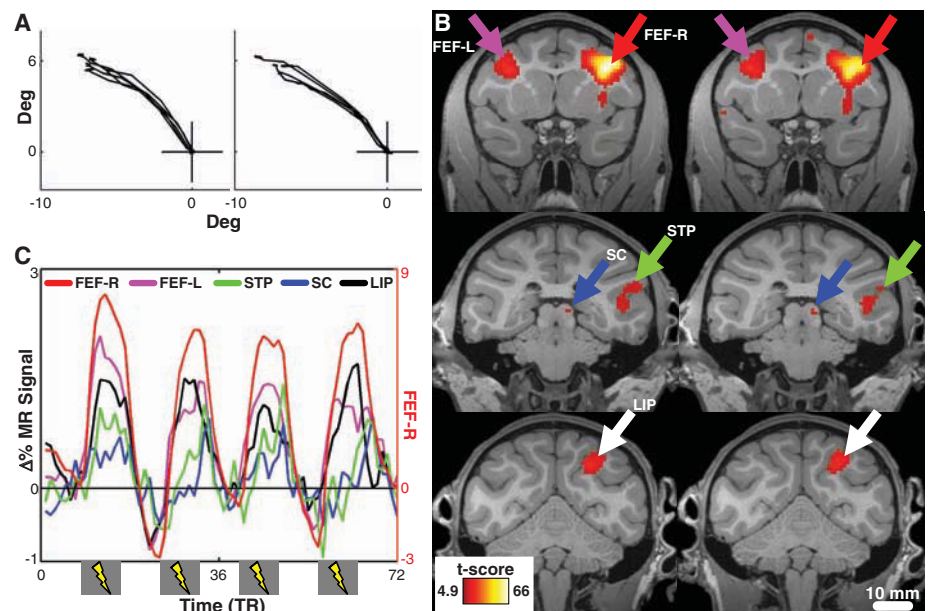 A
6
0
-10
0
-10
0
Deg
Deg
B
FEF-L
FEF-R
SC
STP
LIP
t-score
4.9
66
10 mm
C
3
9
FEF-R
FEF-L
STP
SC
LIP
Δ% MR Signal
FEF-R
0
0
-1
-3
0
36
72
Time (TR)